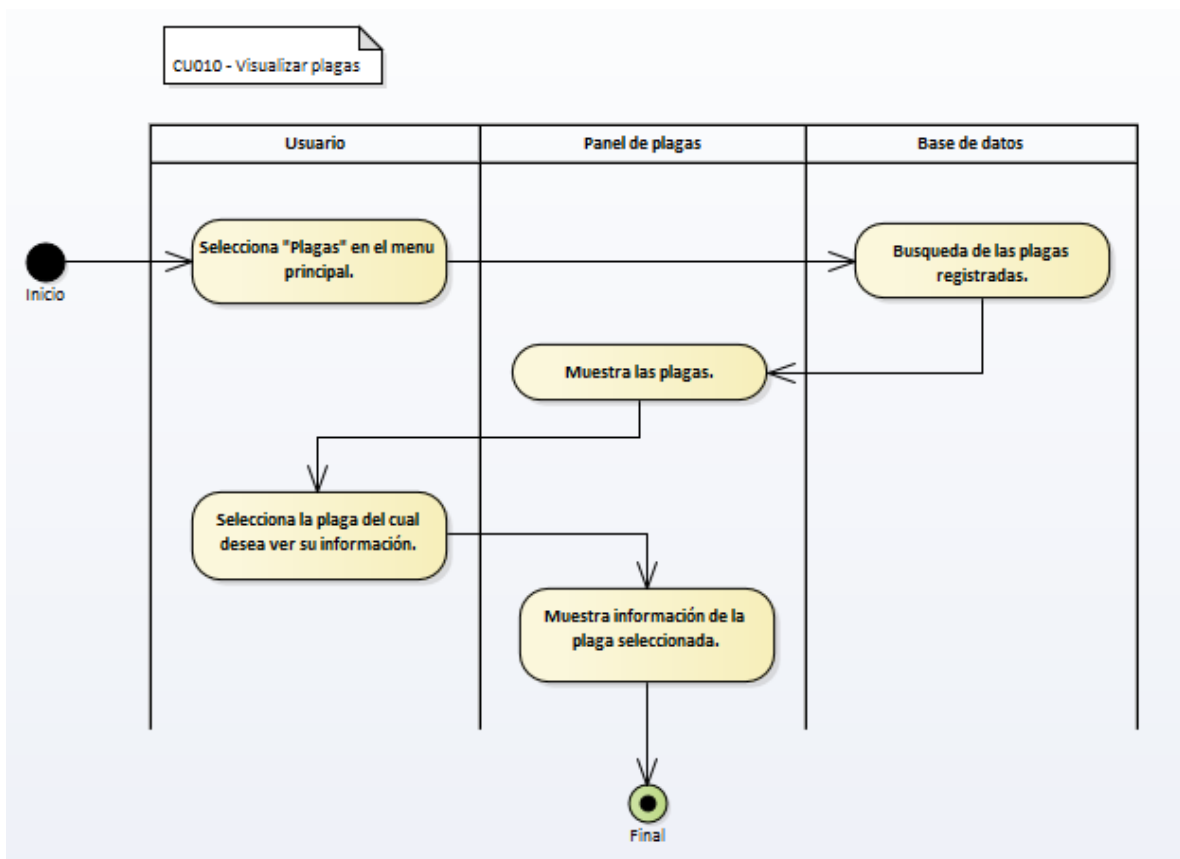 CU010 - Visualizar plagas
Usuario
Panel de plagas
Base de datos
Inicio
Selecciona "Plagas" en el menu
principal.
Busqueda de las plagas
registradas.
Muestra las plagas.
Selecciona la plaga del cual
desea ver su información.
Muestra información de la
plaga seleccionada.
Final